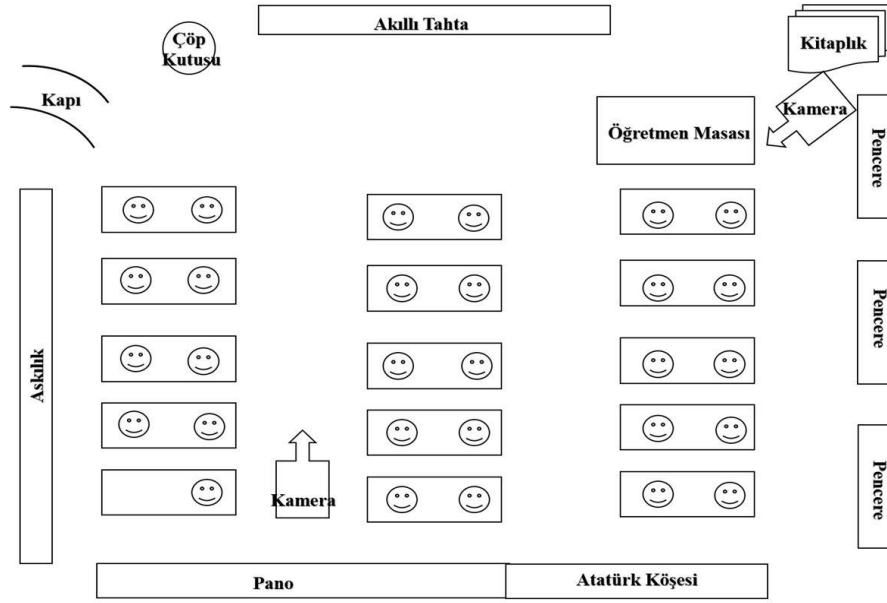 Akıllı Tahta
Çöp
Kutusu
Kitaplık
Kapı
Kamera
Öğretmen Masası
Pencere
Askılık
Pencere
Kamera
Pencere
Pano
Atatürk Köşesi